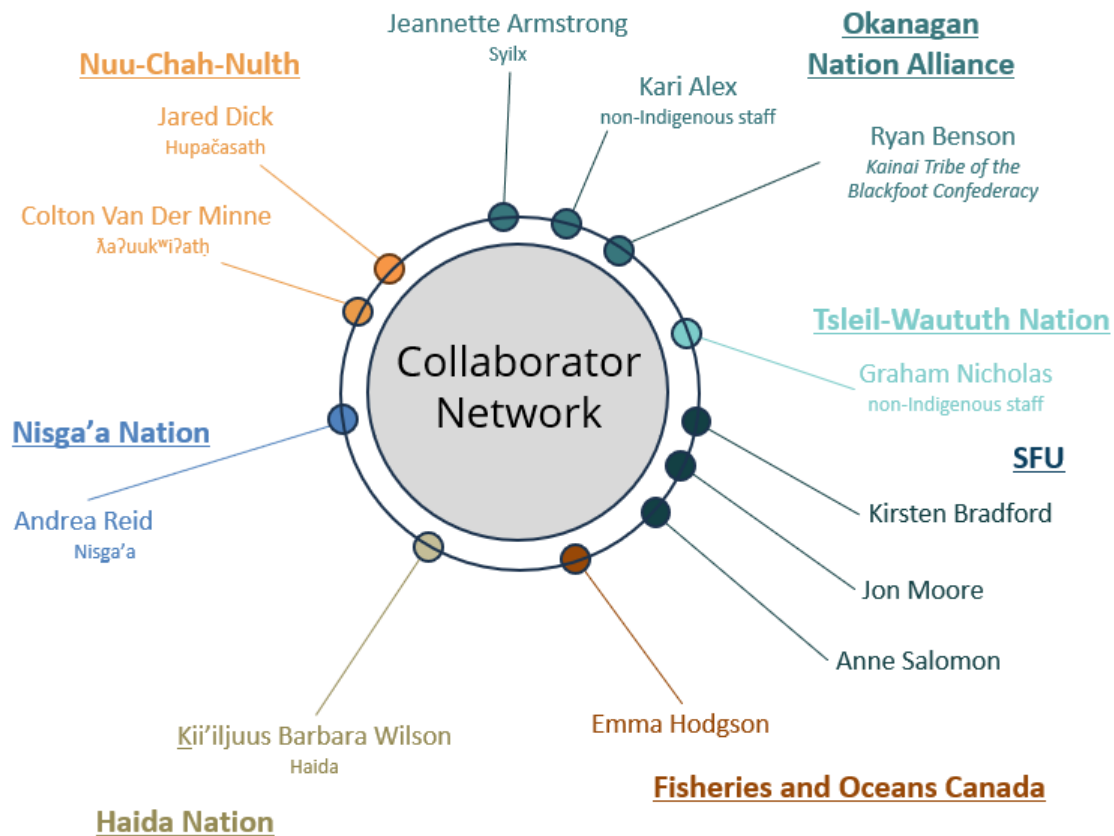 Jeannette Armstrong
Syilx
Okanagan
Nation Alliance
Kari Alex
non-Indigenous staff
Ryan Benson
Kainai Tribe of the
Blackfoot Confederacy
Nuu-Chah-Nulth
Jared Dick
Hupačasath
Colton Van Der Minne
ƛaʔuukʷiʔatḥ
Collaborator
Network
Tsleil-Waututh Nation
Graham Nicholas
non-Indigenous staff
Nisga’a Nation
Andrea Reid
Nisga’a
SFU
Kirsten Bradford
Jon Moore
Anne Salomon
Emma Hodgson
Fisheries and Oceans Canada
Ḵii’iljuus Barbara Wilson
Haida
Haida Nation